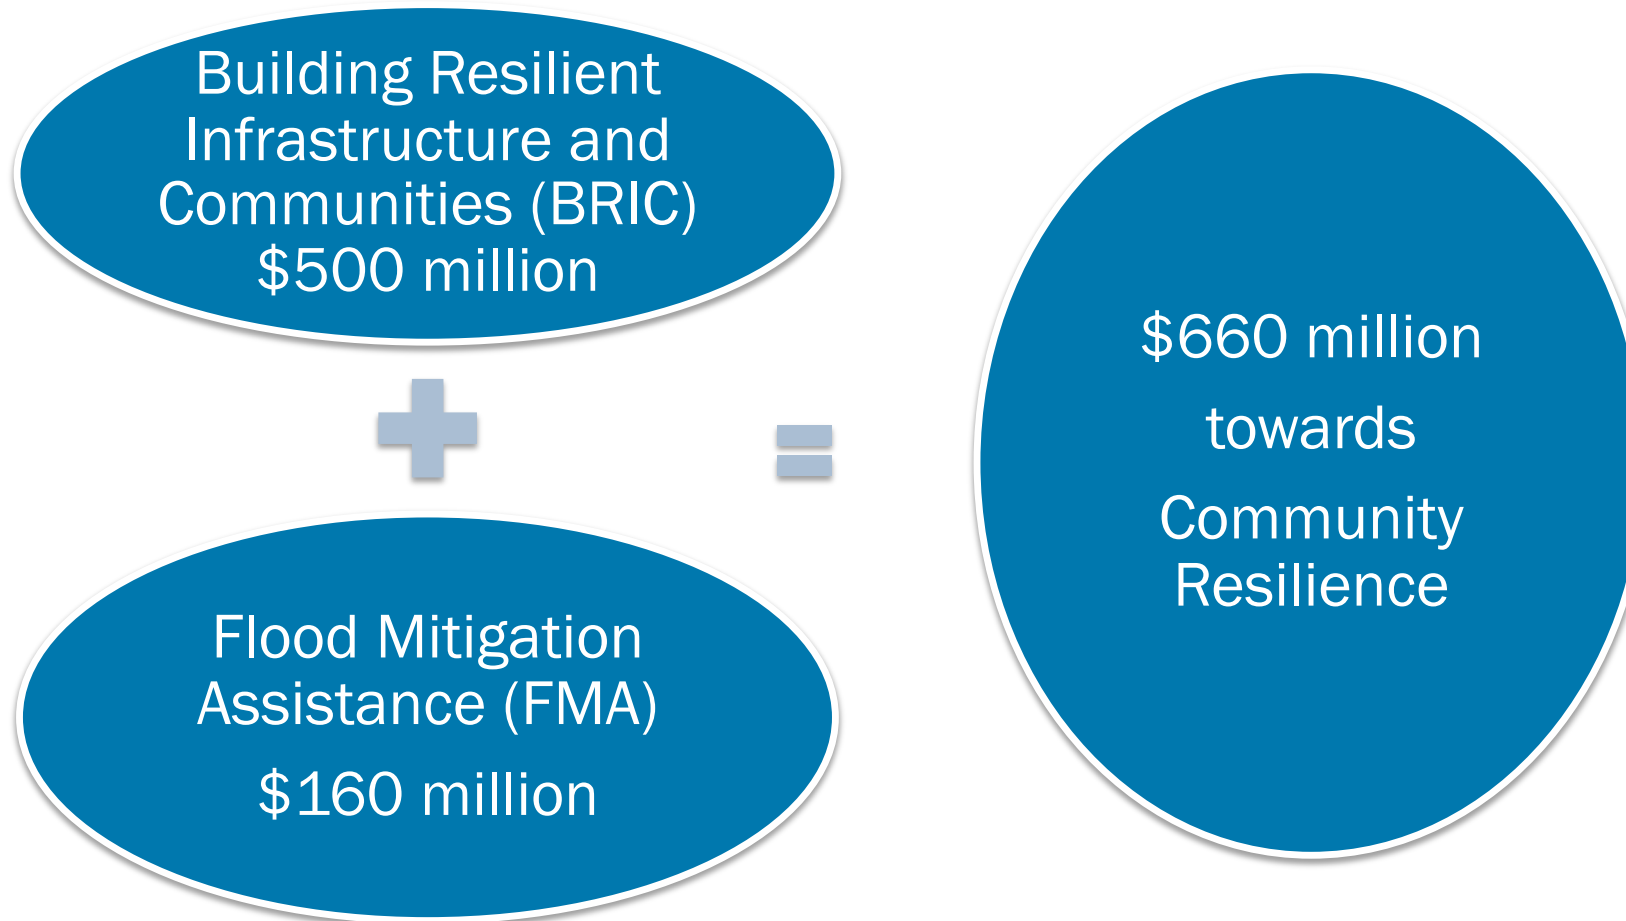 Building Resilient
Infrastructure and
Communities (BRIC)
$500 million
Flood Mitigation
Assistance (FMA)
$160 million
$660 million
towards
Community
Resilience